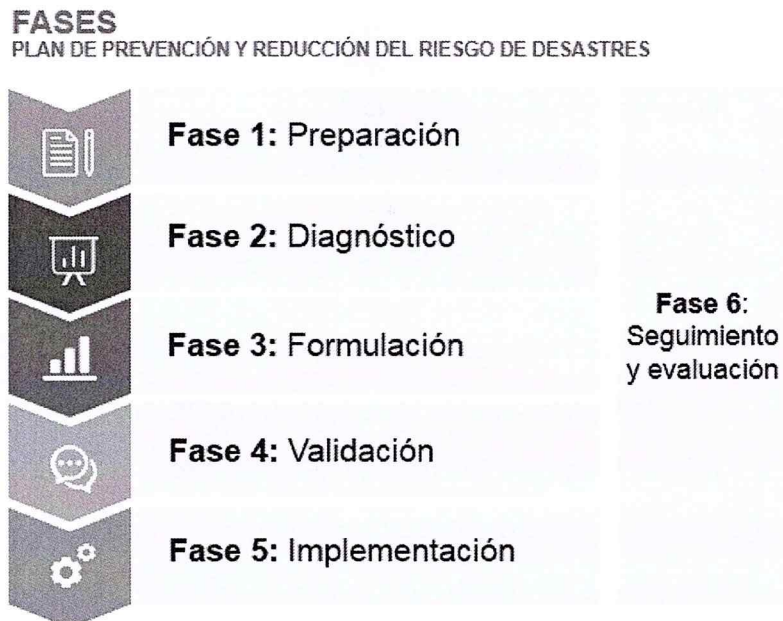 FASES
PLAN DE PREVENCIÓN Y REDUCCIÓN DEL RIESGO DE DESASTRES
Fase 1: Preparación
Fase 2: Diagnóstico
Fase 3: Formulación
Fase 4: Validación
Fase 5: Implementación
Fase 6:
Seguimiento
y evaluación